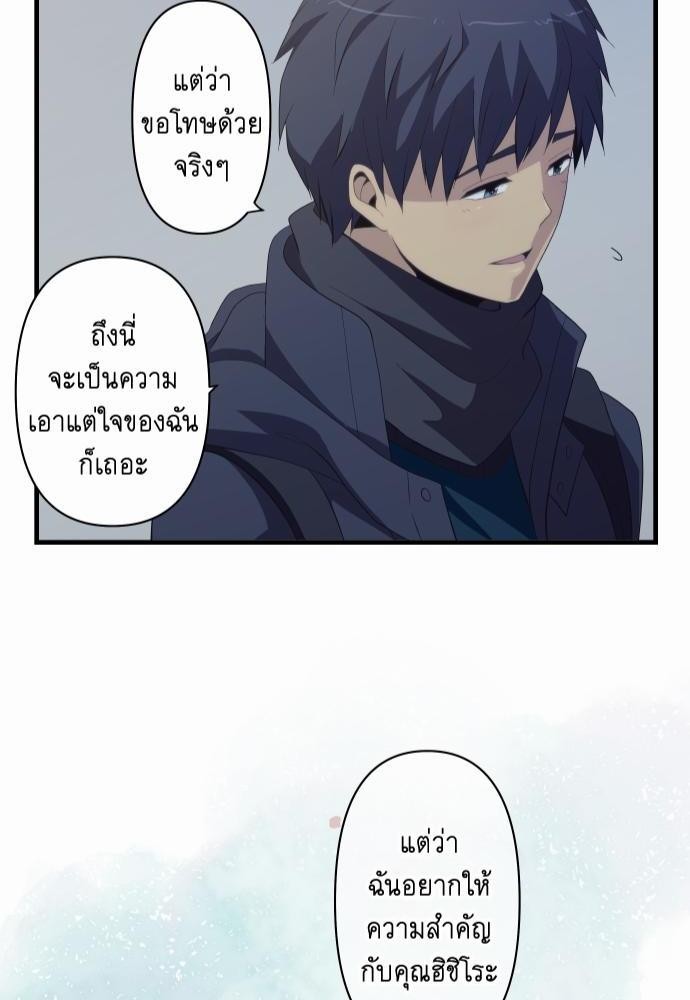 แต่ว่า
ขอโทษด้วย
จริงๆ
ถึงนี่
จะเป็นความ
เอาแต่ใจของฉัน
ก็เถอะ
แต่ว่า
ฉันอยากให้
ความสำคัญ
กับคุณฮิชิโระ